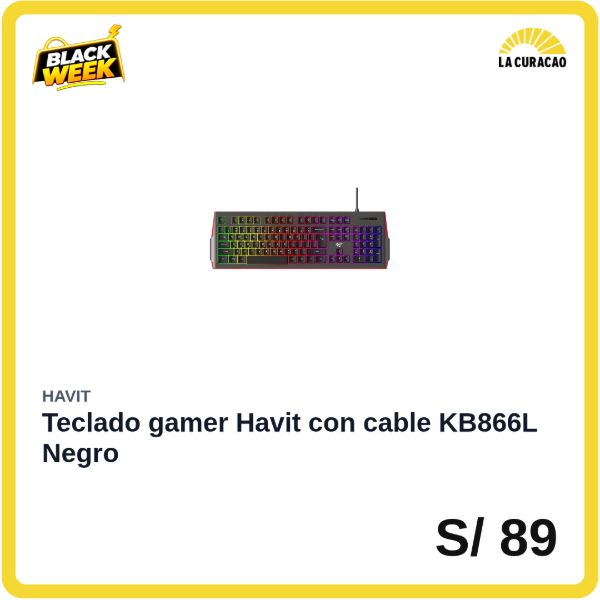 BLACK
WEEK
LA CURACAO
HAVIT
Teclado gamer Havit con cable KB866L
Negro
S/ 89